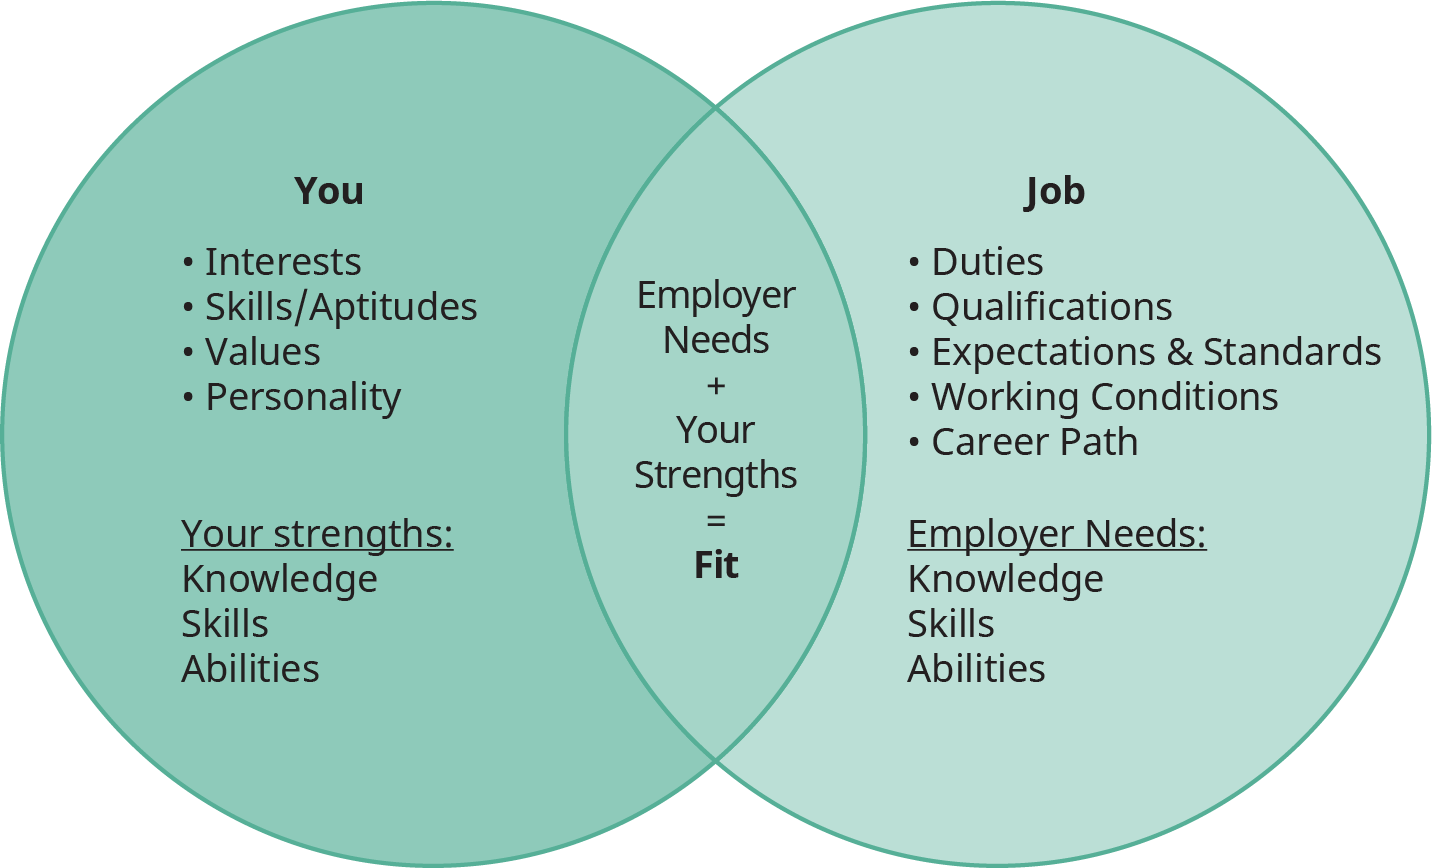 You
• Interests
• Skills/Aptitudes
• Values
• Personality
Your strengths:
Knowledge
Skills
Abilities
Employer
Needs
+
Your
Strengths
=
Fit
Job
• Duties
• Qualifications
• Expectations & Standards
• Working Conditions
• Career Path
Employer Needs:
Knowledge
Skills
Abilities